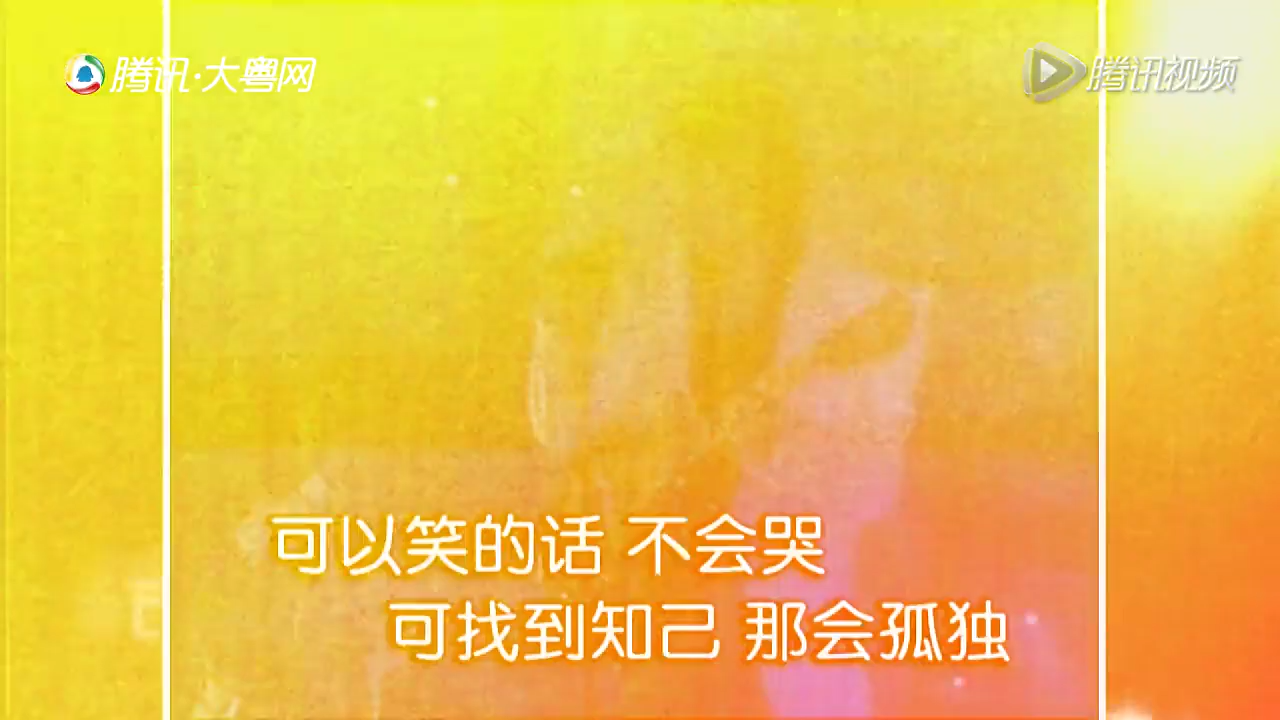 腾讯·大粤网
腾讯视频
可以笑的话 不会哭
可找到知己 那会孤独